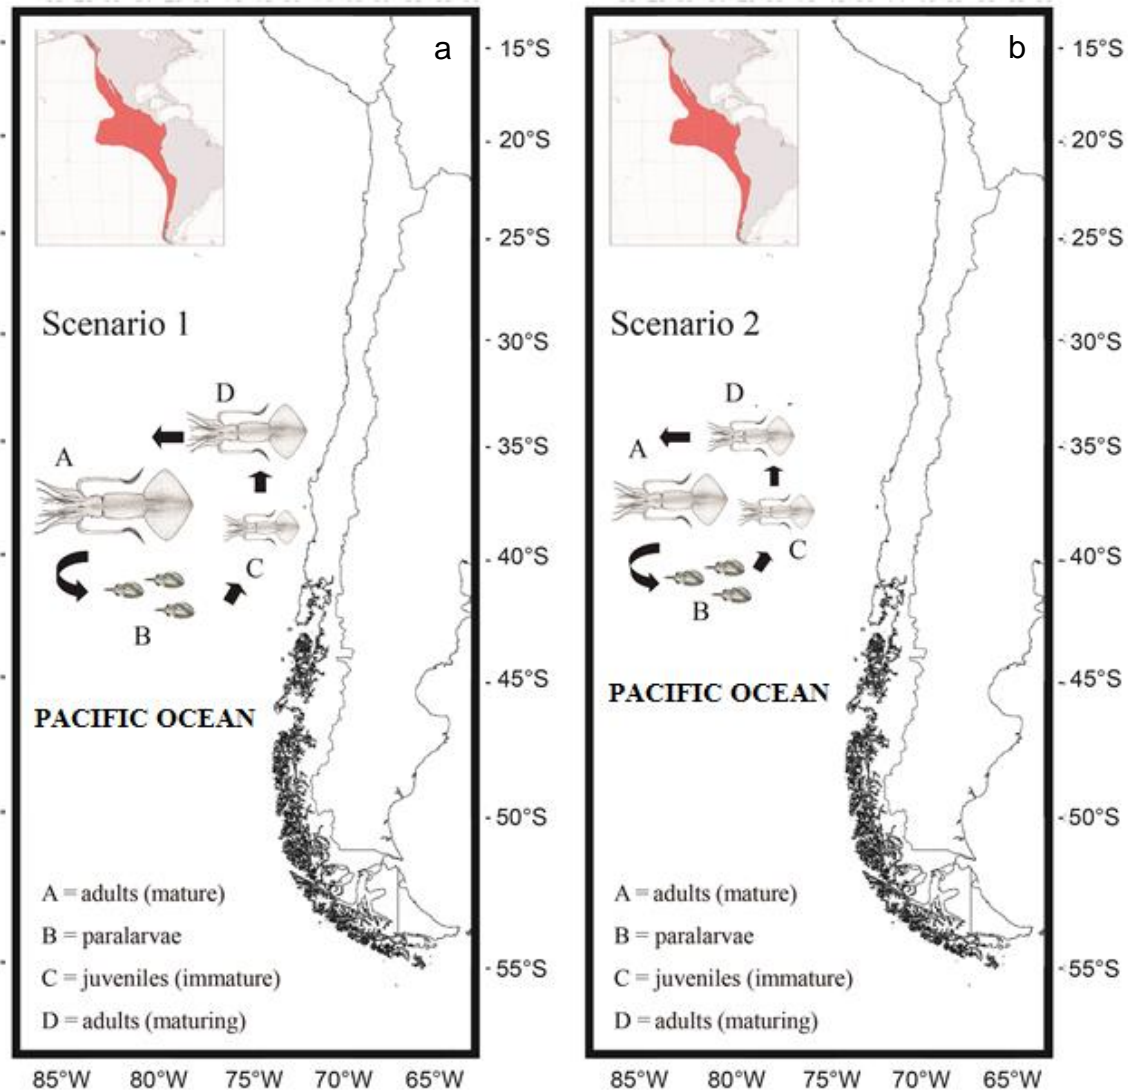 a
15°S
20°S
25°S
Scenario 1
30°S
D
35°S
A
40°S
C
B
45°S
PACIFIC OCEAN
50°S
A = adults (mature)
B = paralarvae
C = juveniles (immature)
55°S
D = adults (maturing)
85°W 80°W 75°W 70°W 65°W
b
15°S
20°S
25°S
Scenario 2
30°S
D
35°S
A
40°S
C
B
45°S
PACIFIC OCEAN
50°S
A = adults (mature)
B = paralarvae
C = juveniles (immature)
55°S
D = adults (maturing)
85°W 80°W 75°W 70°W 65°W